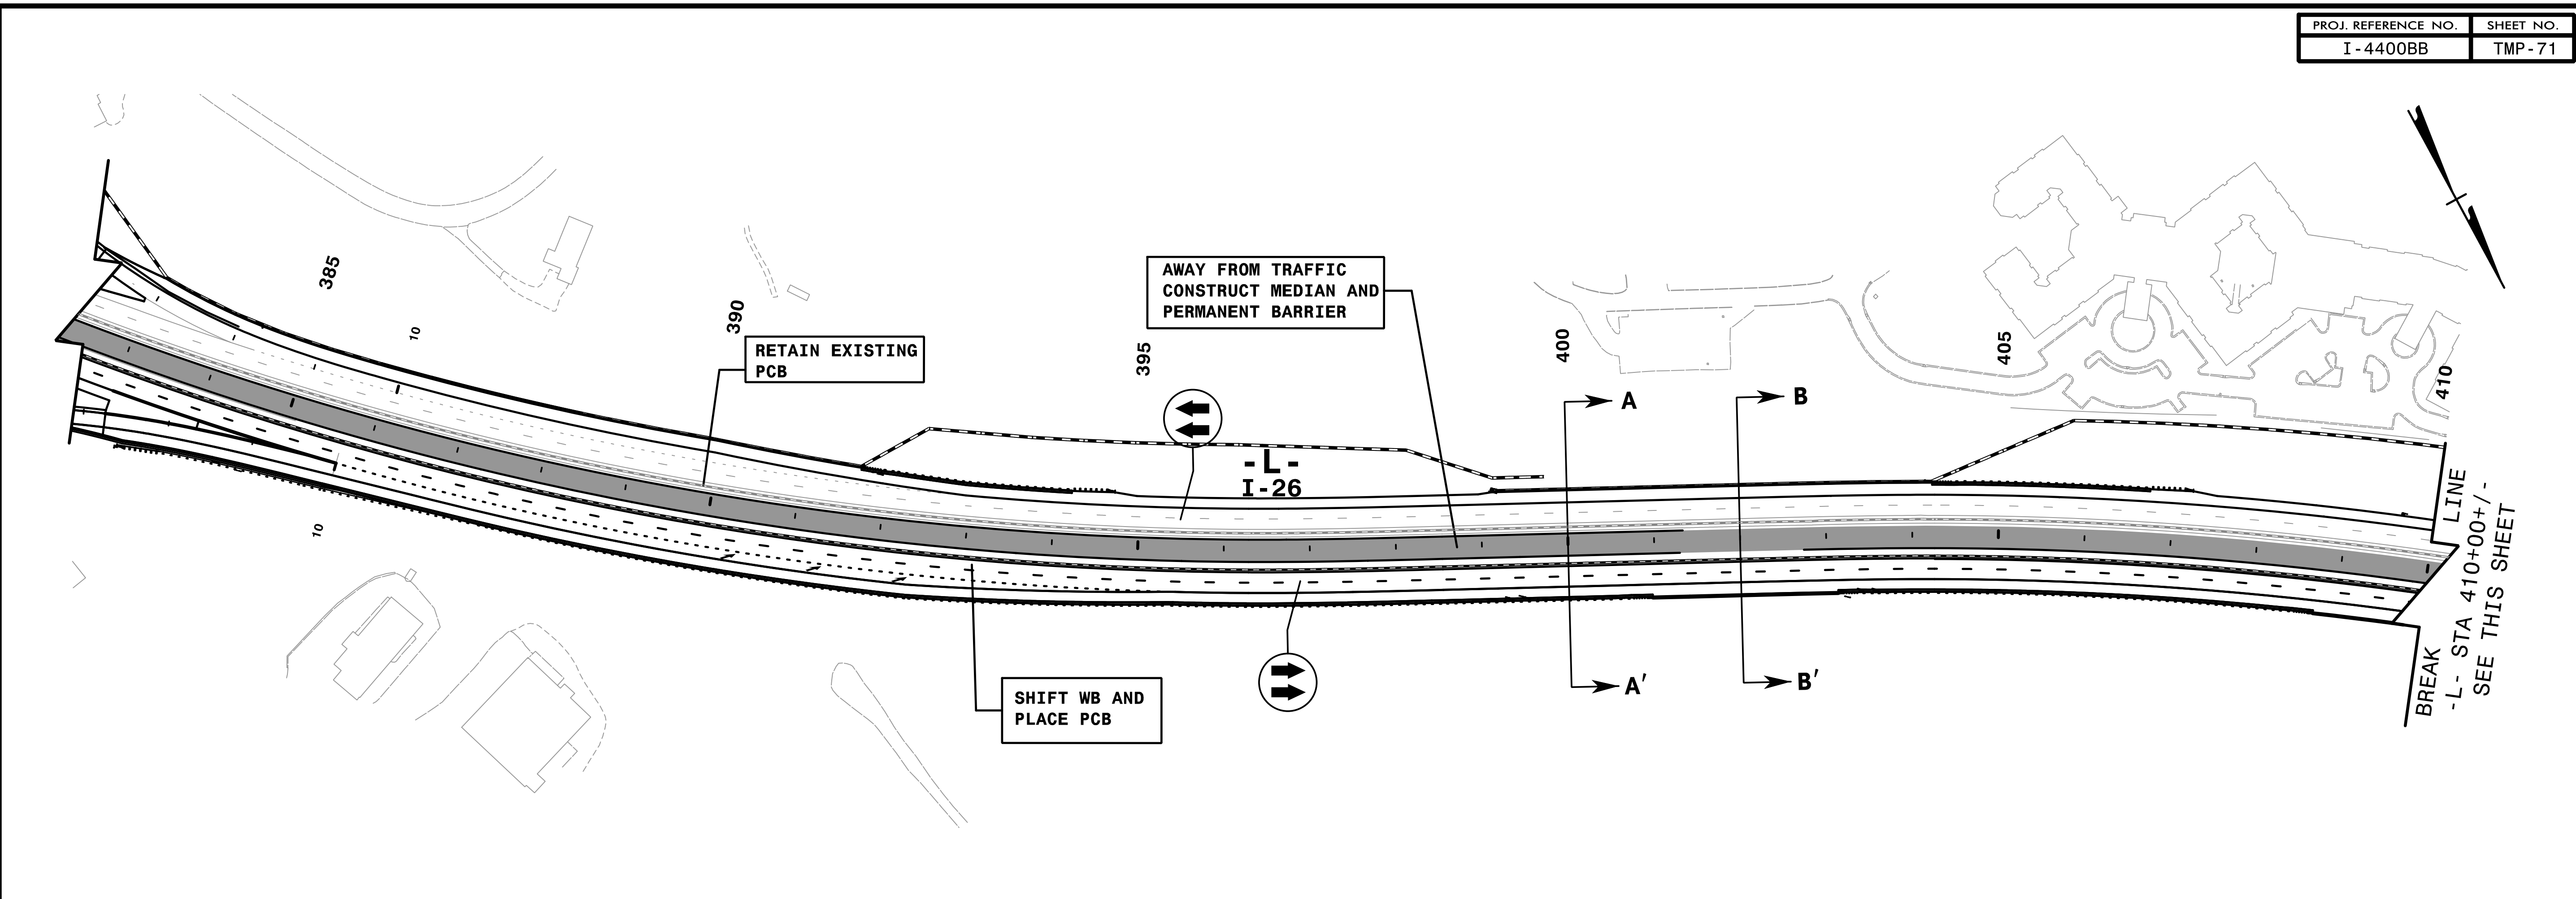 PROJ. REFERENCE NO. SHEET NO.
I-4400BB TMP-71
385
10
390
RETAIN EXISTING
PCB
395
AWAY FROM TRAFFIC
CONSTRUCT MEDIAN AND
PERMANENT BARRIER
400
A
B
405
410
-L-
I-26
10
SHIFT WB AND
PLACE PCB
A'
B'
BREAK LINE
-L- STA 410+00+/-
SEE THIS SHEET